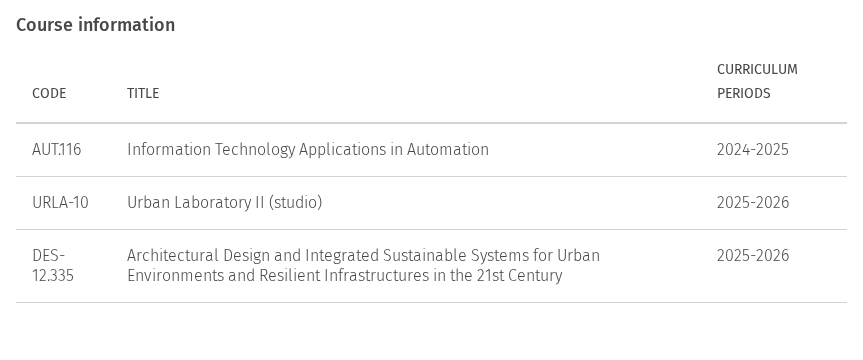 Course information
CODE TITLE CURRICULUM
PERIODS
AUT.116 Information Technology Applications in Automation 2024-2025
URLA-10 Urban Laboratory II (studio) 2025-2026
DES- Architectural Design and Integrated Sustainable Systems for Urban 2025-2026
12.335 Environments and Resilient Infrastructures in the 21st Century